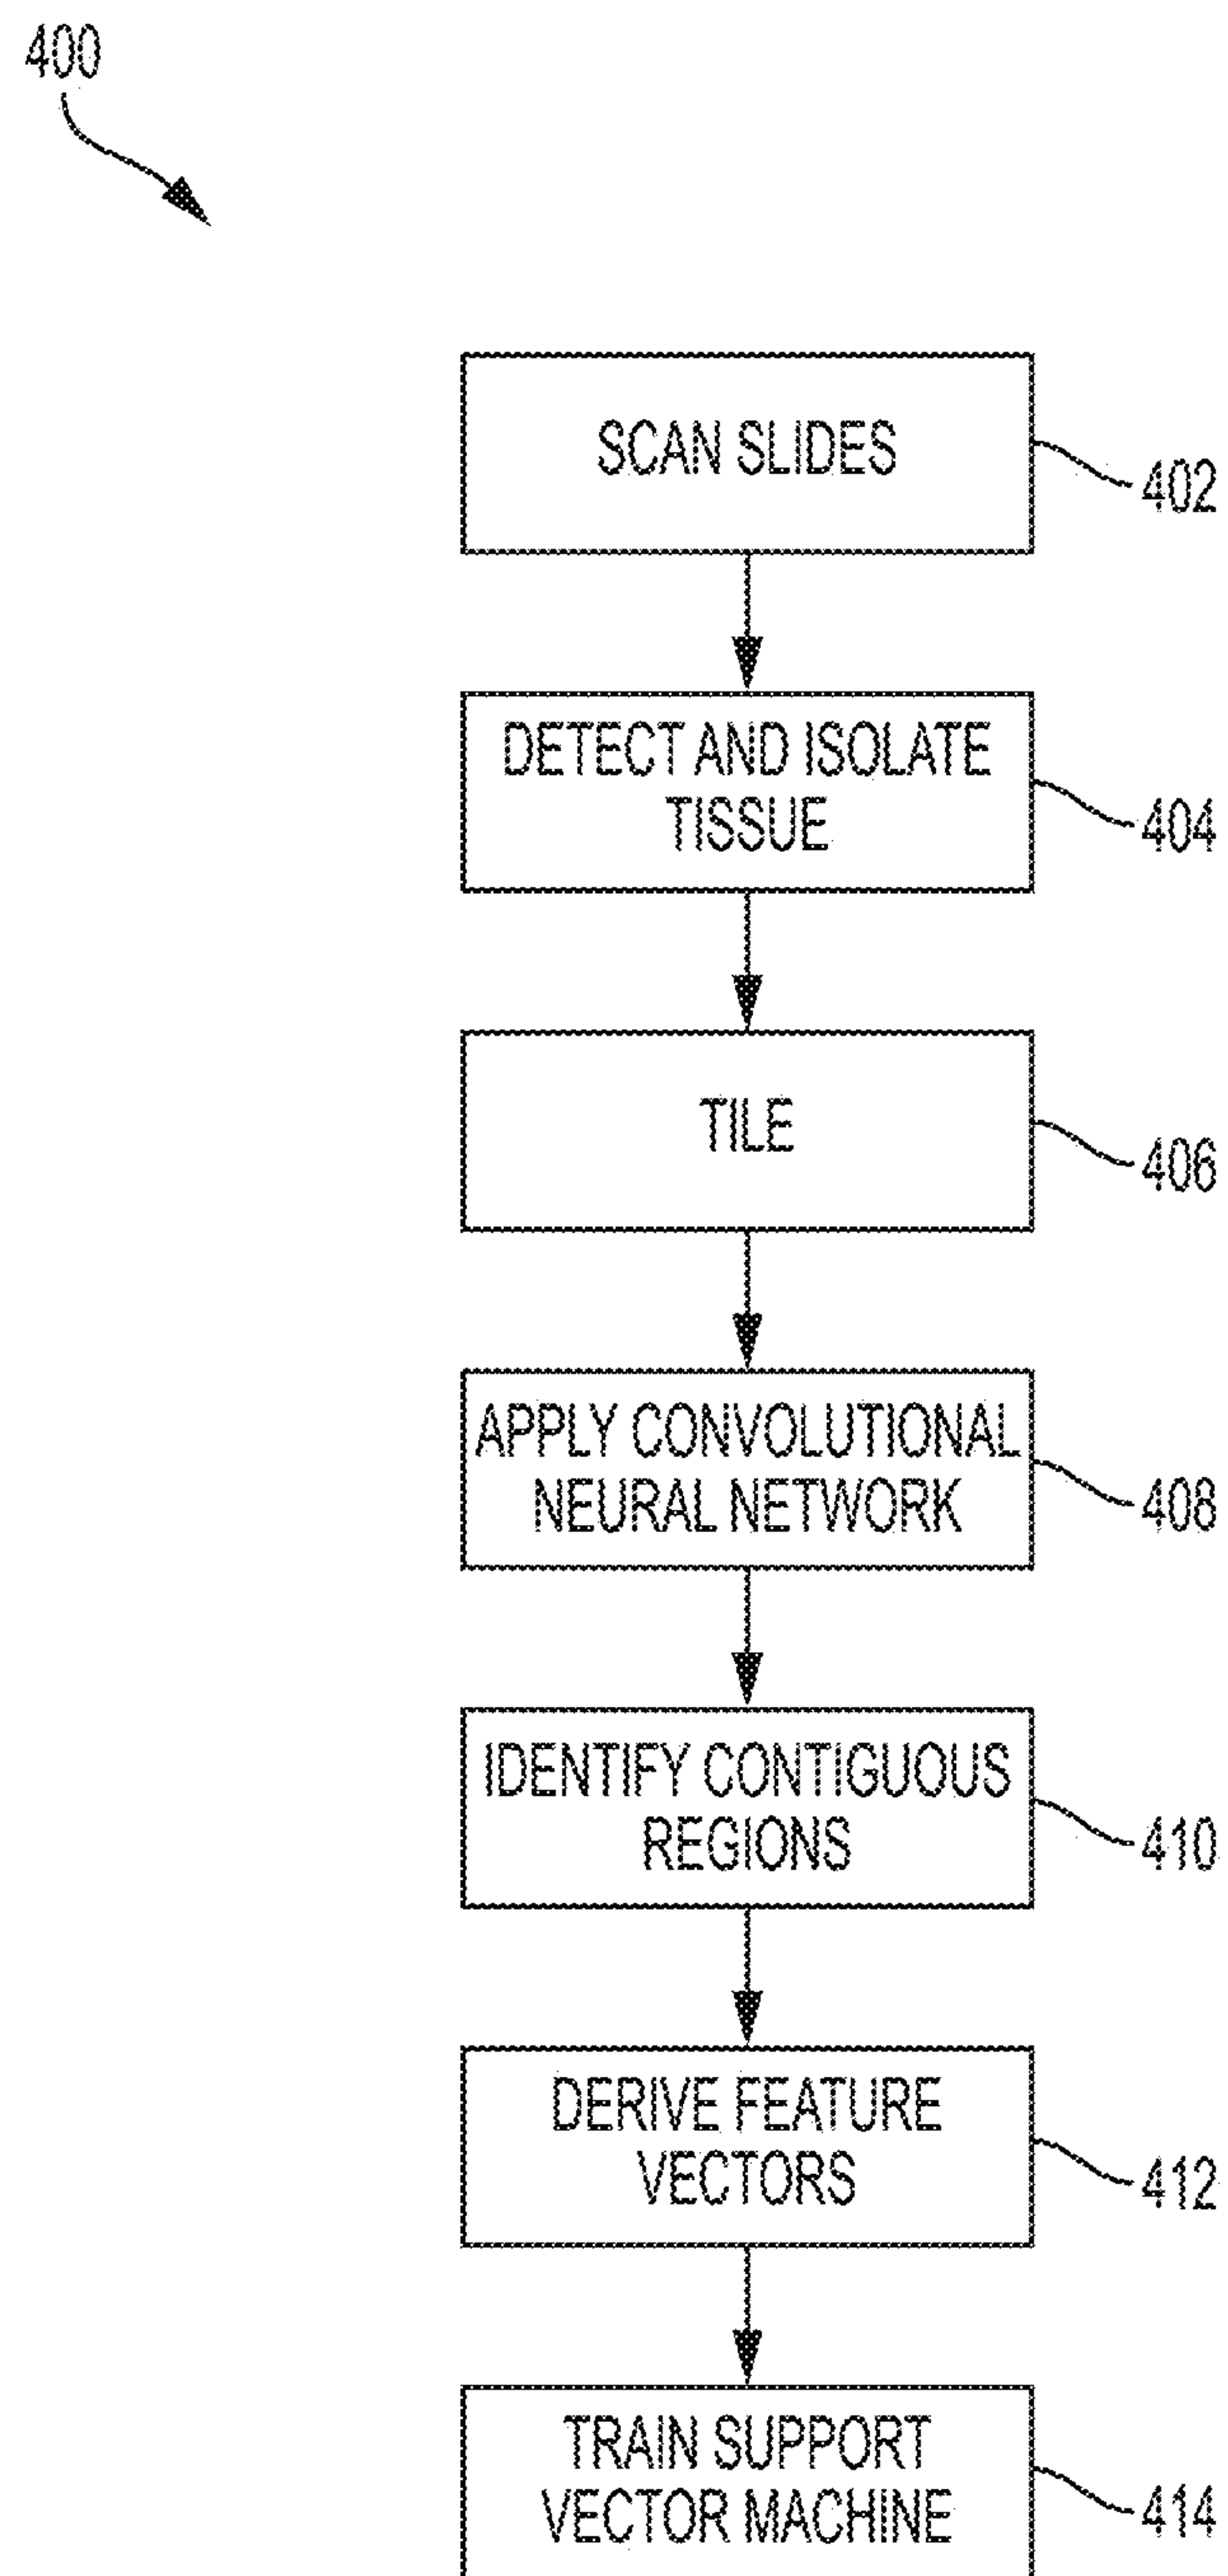 400
SCAN SLIDES
402
DETECT AND ISOLATE
TISSUE
404
TILE
406
APPLY CONVOLUTIONAL
NEURAL NETWORK
408
IDENTIFY CONTIGUOUS
REGIONS
410
DERIVE FEATURE
VECTORS
412
TRAIN SUPPORT
VECTOR MACHINE
414